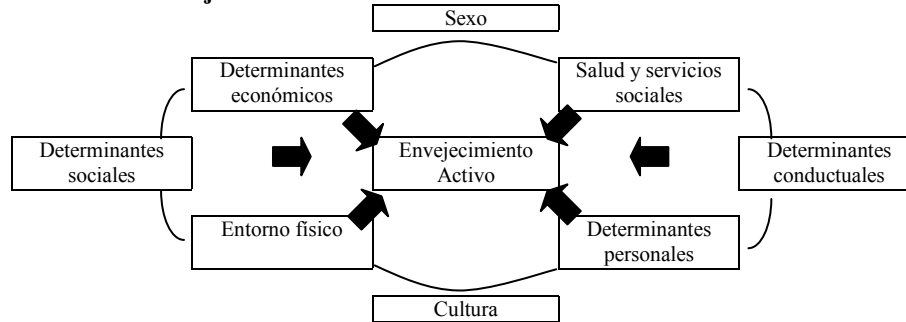 Sexo
Determinantes
económicos
Salud y servicios
sociales
Determinantes
sociales
Envejecimiento
Activo
Determinantes
conductuales
Entorno físico
Determinantes
personales
Cultura